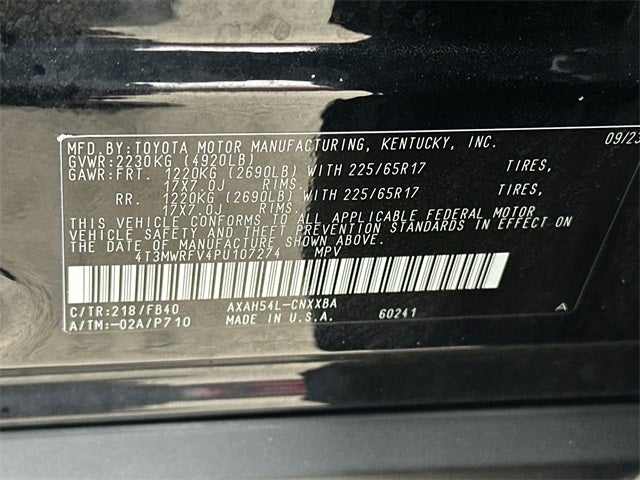 MFD.BY:TOYOTA MOTOR MANUFACTURING, KENTUCKY, INC. 09/23
GVWR:2230KG (4920LB)
GAWR:FRT. 1220KG (2690LB) WITH 225/65R17 TIRES,
17X7.0J RIMS.
RR. 1220KG (2690LB) WITH 225/65R17 TIRES,
17X7.0J RIMS.
THIS VEHICLE CONFORMS TO ALL APPLICABLE FEDERAL MOTOR
VEHICLE SAFETY AND THEFT PREVENTION STANDARDS IN EFFECT ON
THE DATE OF MANUFACTURE SHOWN ABOVE.
4T3MWRFV4PU107274 MPV
C/TR:218/FB40 AXAH54L-CNXXBA
A/TM:-02A/P710 MADE IN U.S.A. 60241 A